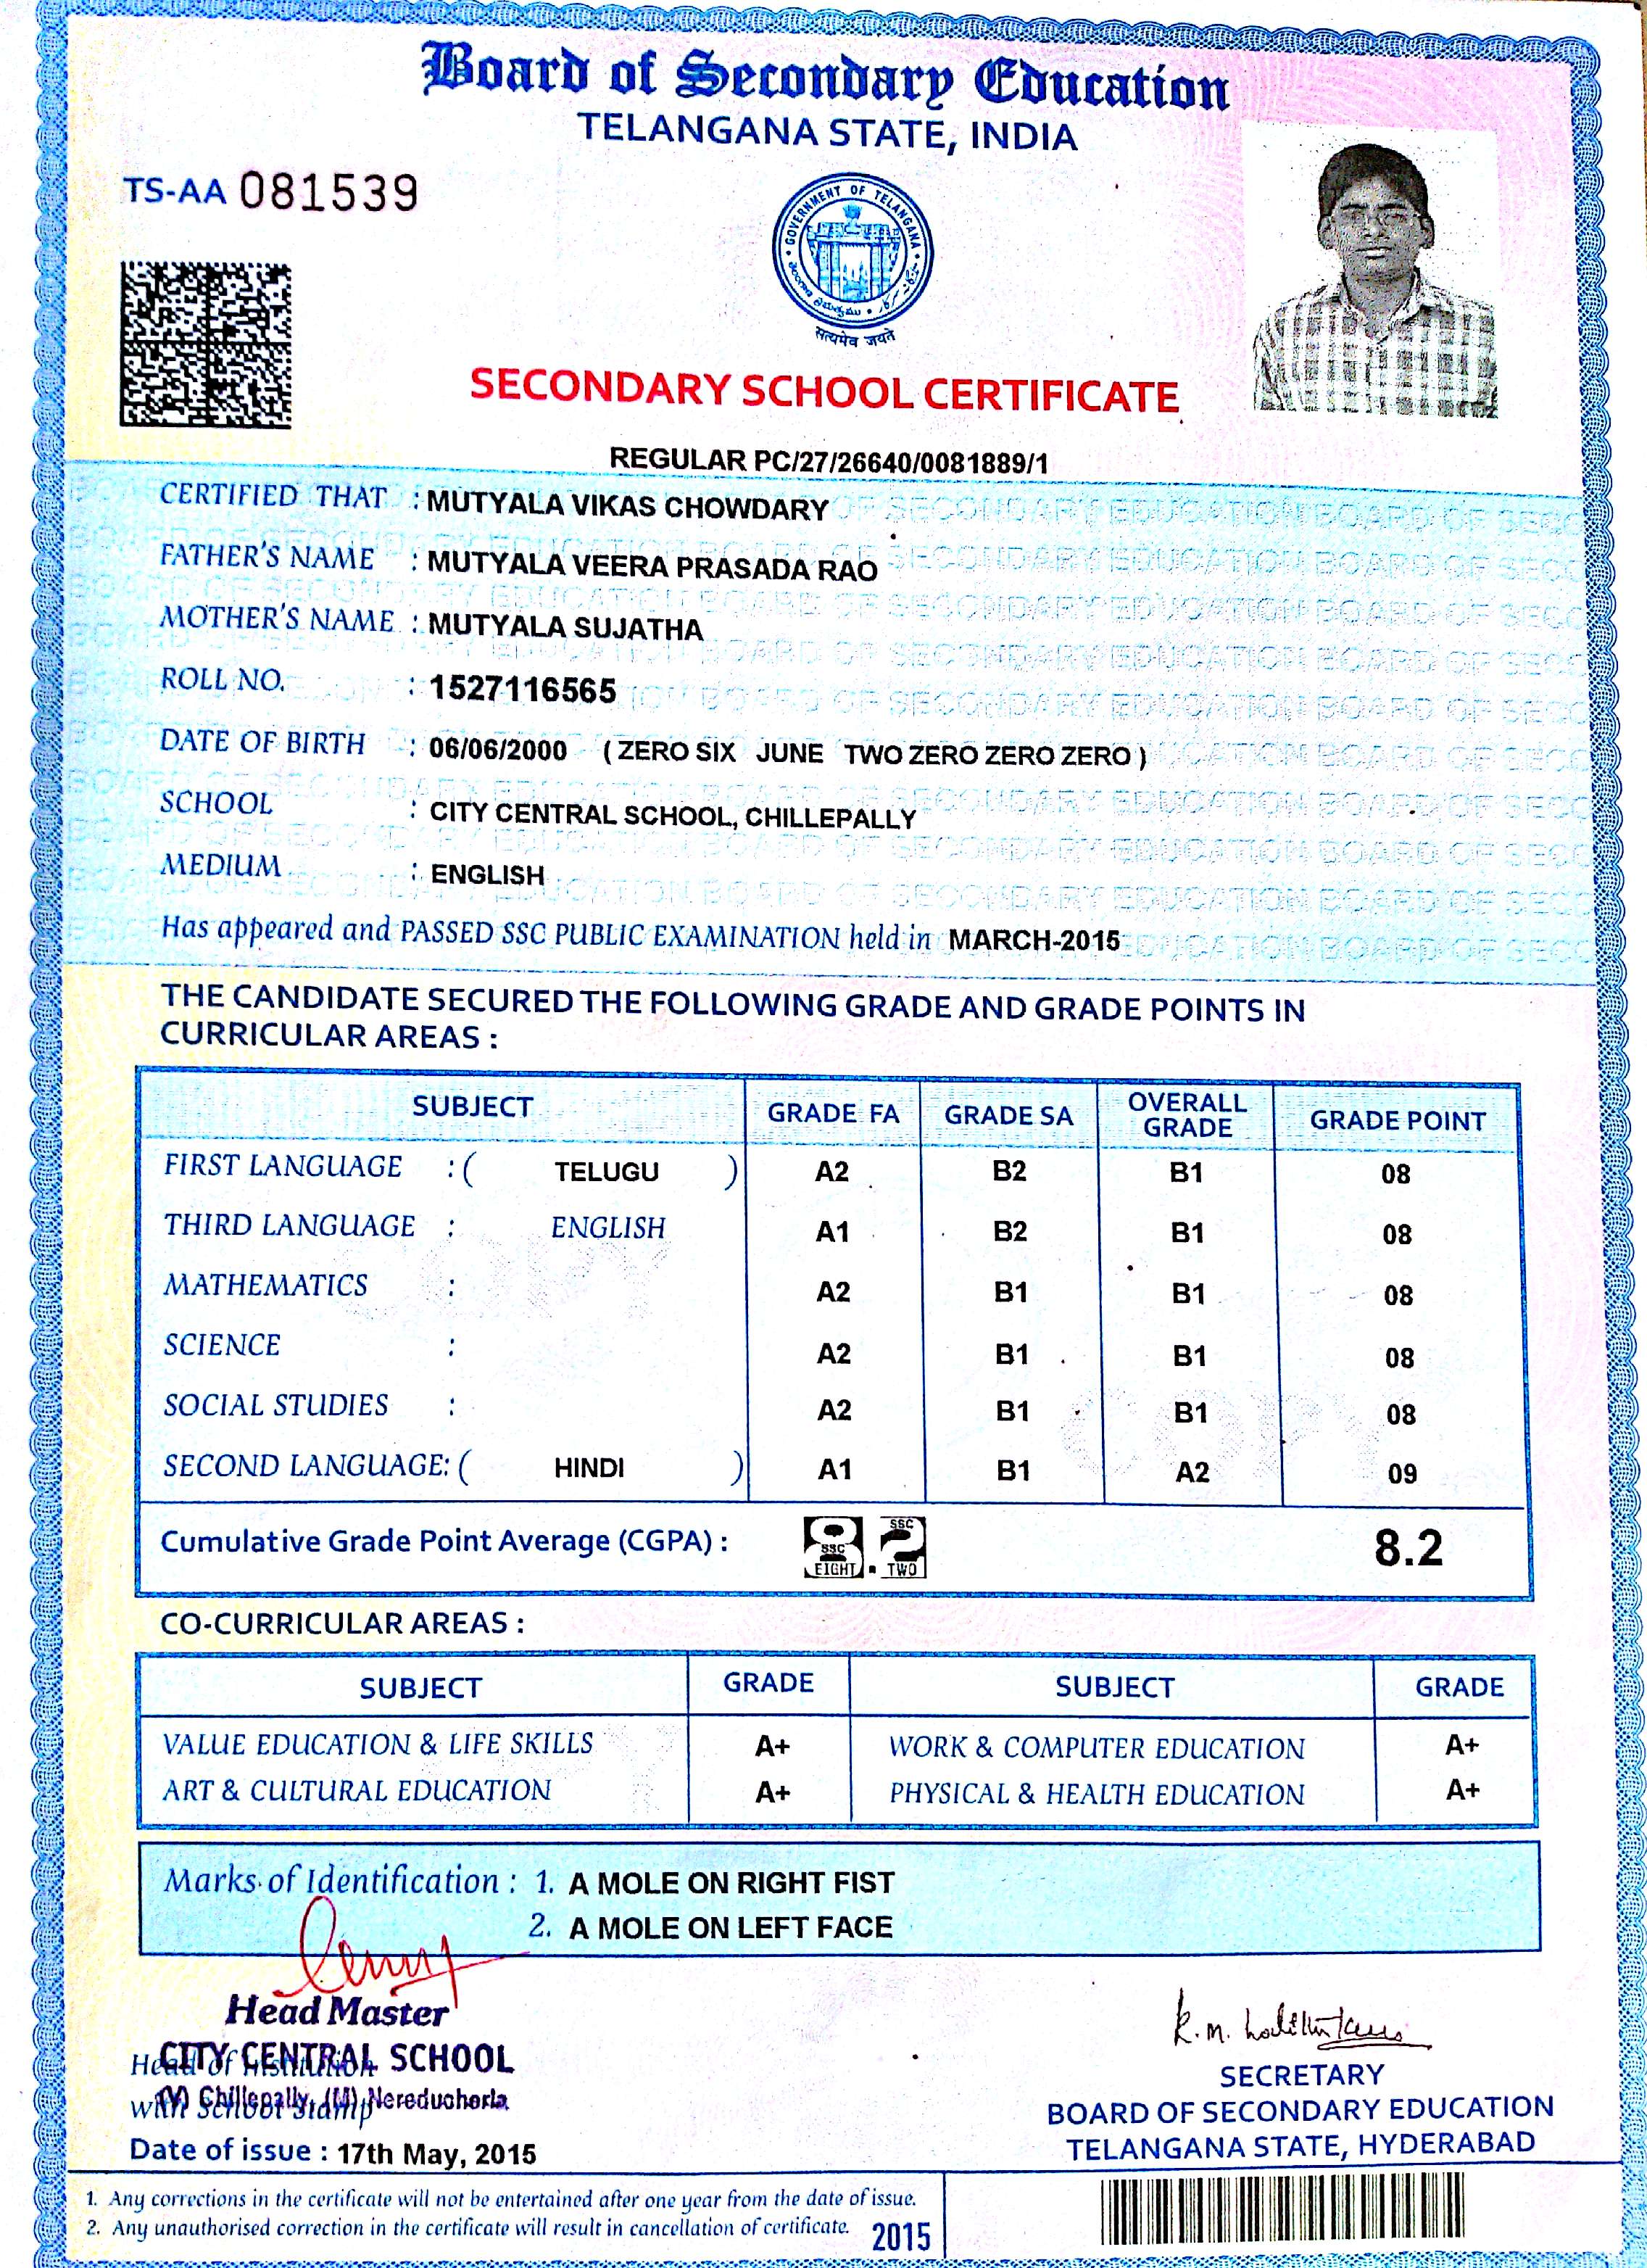 Board of Secondary Education
TELANGANA STATE, INDIA
TS-AA 081539
GOVERNMENT OF TELANGANA
सत्यमेव जयते
SECONDARY SCHOOL CERTIFICATE
REGULAR PC/27/26640/0081889/1
CERTIFIED THAT : MUTYALA VIKAS CHOWDARY
FATHER'S NAME : MUTYALA VEERA PRASADA RAO
MOTHER'S NAME : MUTYALA SUJATHA
ROLL NO. : 1527116565
DATE OF BIRTH : 06/06/2000 ( ZERO SIX JUNE TWO ZERO ZERO ZERO )
SCHOOL : CITY CENTRAL SCHOOL, CHILLEPALLY
MEDIUM : ENGLISH
Has appeared and PASSED SSC PUBLIC EXAMINATION held in MARCH-2015
THE CANDIDATE SECURED THE FOLLOWING GRADE AND GRADE POINTS IN
CURRICULAR AREAS :
SUBJECT GRADE FA GRADE SA OVERALL GRADE GRADE POINT
FIRST LANGUAGE : ( TELUGU ) A2 B2 B1 08
THIRD LANGUAGE : ENGLISH A1 B2 B1 08
MATHEMATICS : A2 B1 B1 08
SCIENCE : A2 B1 B1 08
SOCIAL STUDIES : A2 B1 B1 08
SECOND LANGUAGE: ( HINDI ) A1 B1 A2 09
Cumulative Grade Point Average (CGPA) : 8 SSC EIGHT . 2 SSC TWO 8.2
CO-CURRICULAR AREAS :
SUBJECT GRADE SUBJECT GRADE
VALUE EDUCATION & LIFE SKILLS A+ WORK & COMPUTER EDUCATION A+
ART & CULTURAL EDUCATION A+ PHYSICAL & HEALTH EDUCATION A+
Marks of Identification : 1. A MOLE ON RIGHT FIST
2. A MOLE ON LEFT FACE
Head Master
CITY CENTRAL SCHOOL
Head of Institution
(V) Chillepally, (M) Nereducherla
with School Stamp
Date of issue : 17th May, 2015
SECRETARY
BOARD OF SECONDARY EDUCATION
TELANGANA STATE, HYDERABAD
1. Any corrections in the certificate will not be entertained after one year from the date of issue.
2. Any unauthorised correction in the certificate will result in cancellation of certificate. 2015